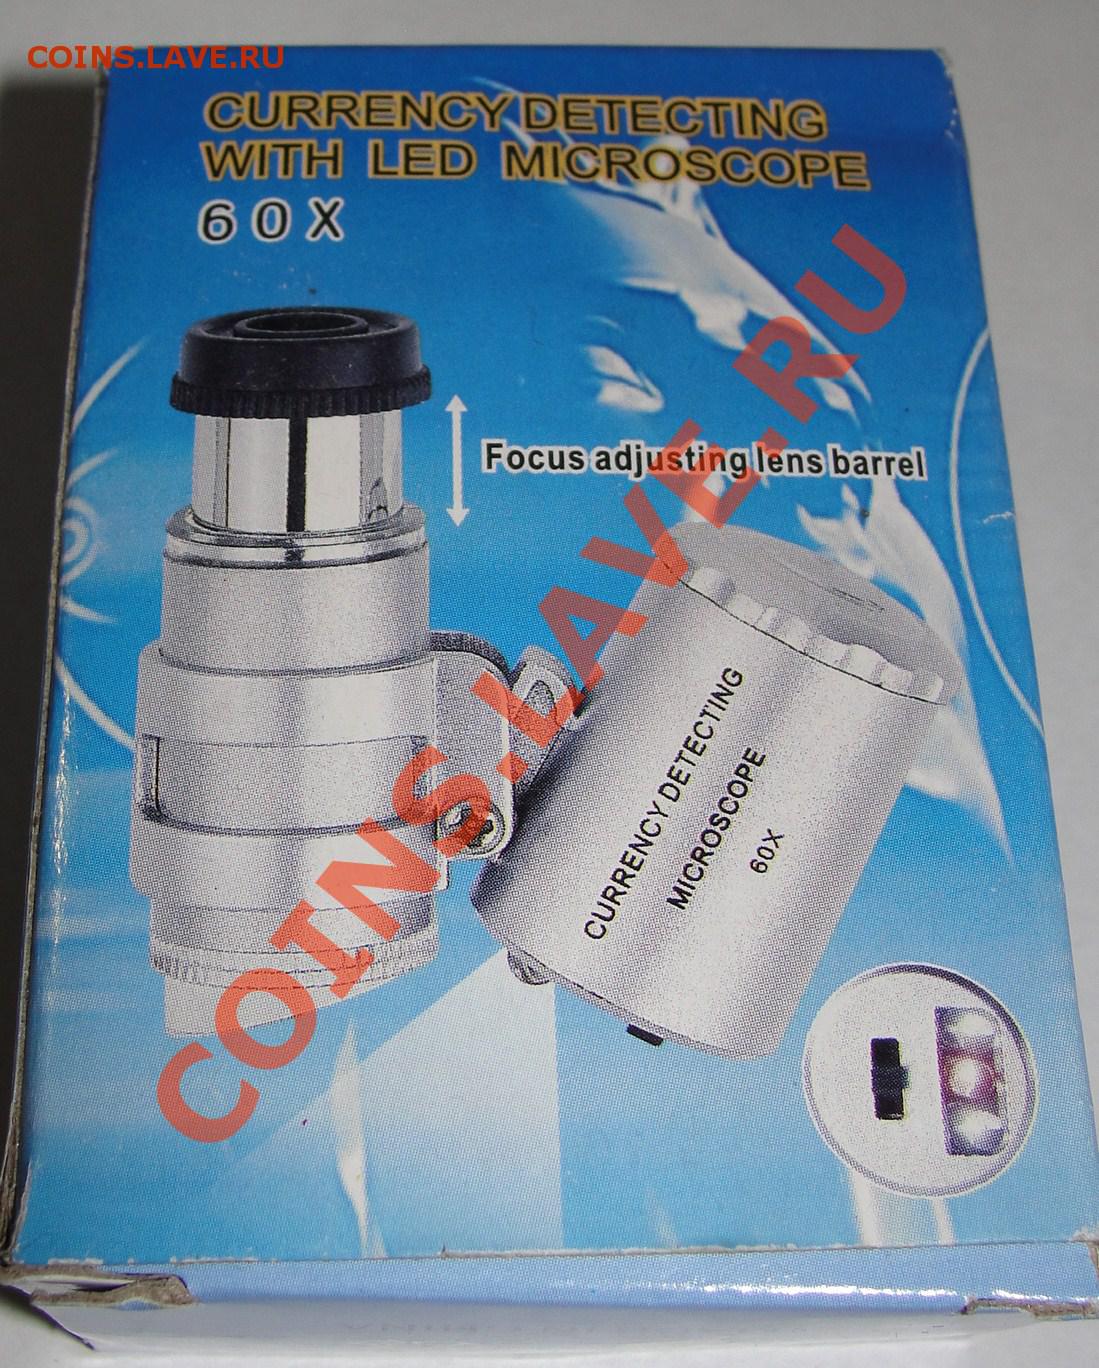 COINS.LAVE.RU
CURRENCY DETECTING
WITH LED MICROSCOPE
60X
Focus adjusting lens barrel
CURRENCY DETECTING
MICROSCOPE
60X
COINS.LAVE.RU